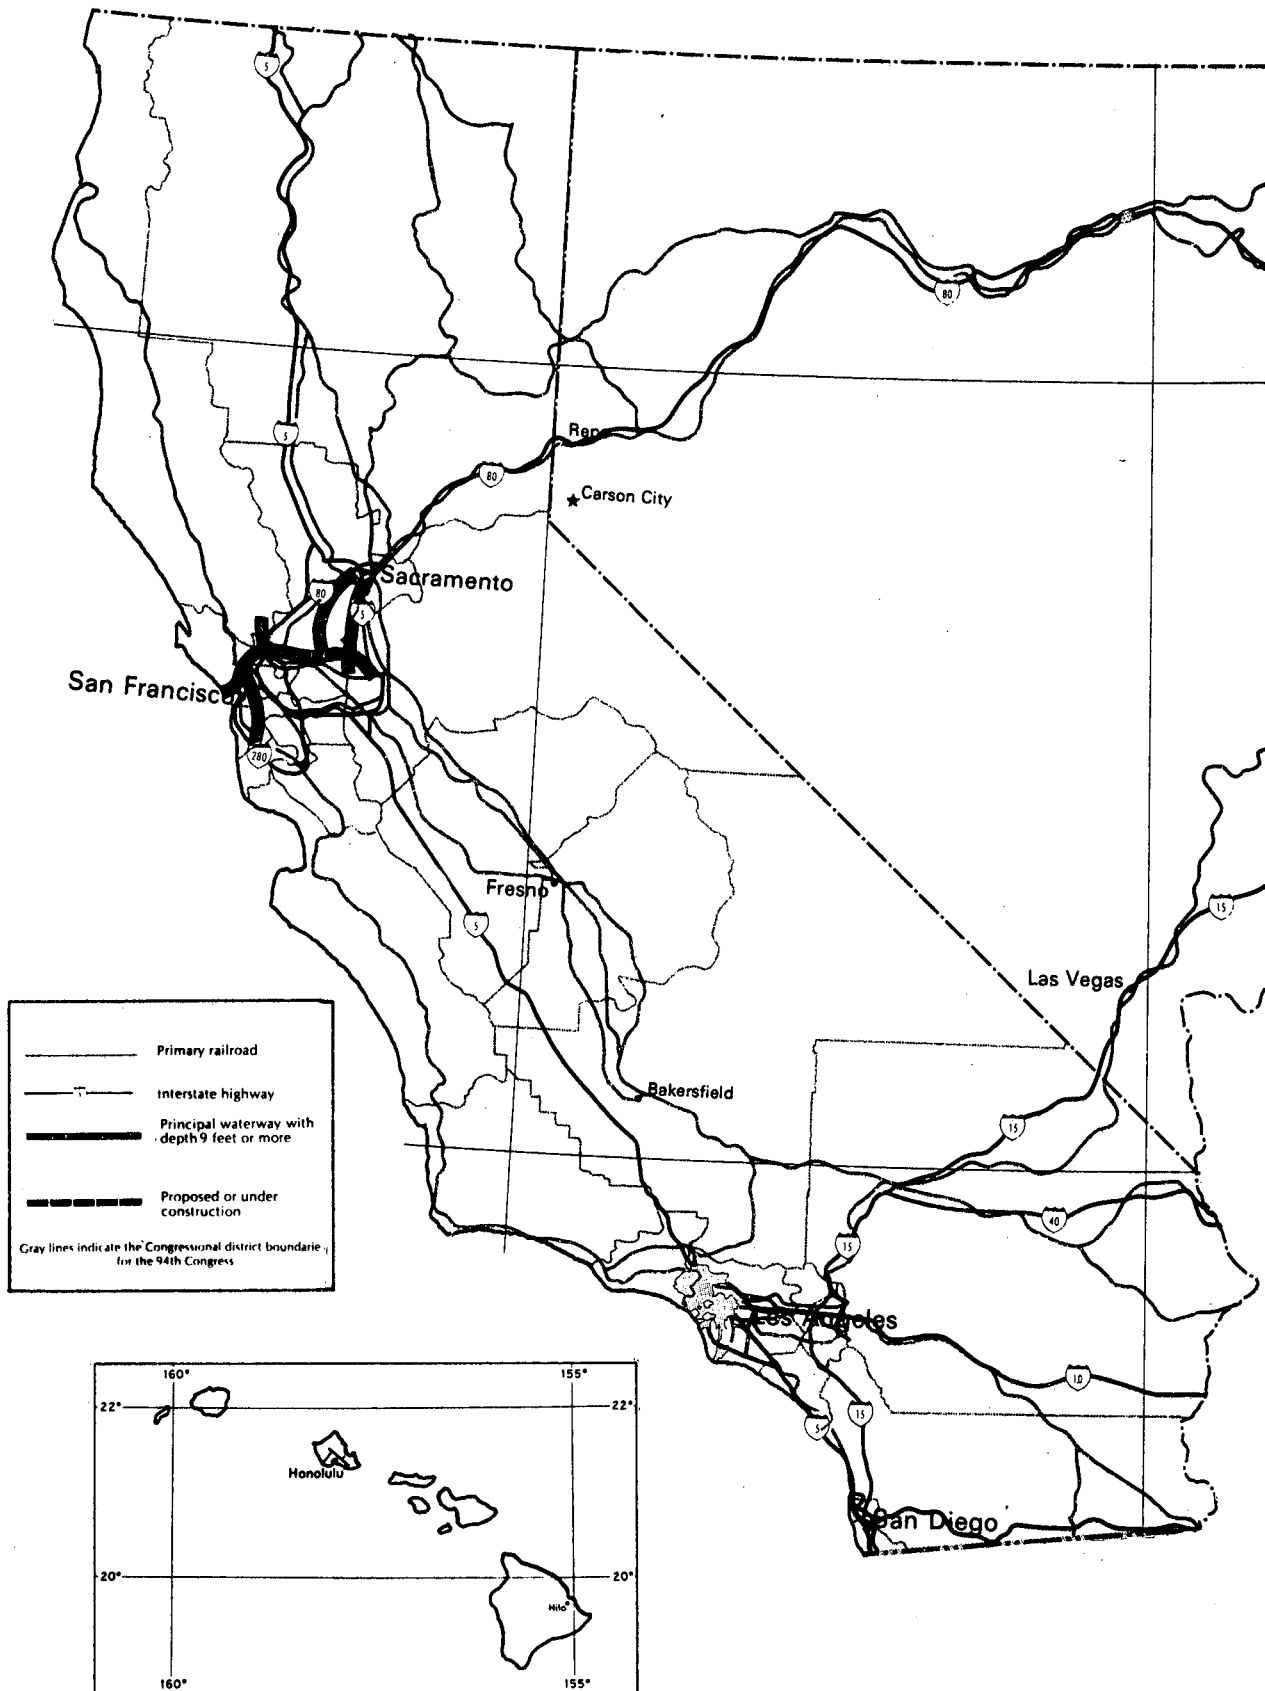 5
80
5
Reno
80
Carson City
Sacramento
80
5
San Francisco
280
Fresno
5
15
Las Vegas
Primary railroad
Interstate highway
Principal waterway with
depth 9 feet or more
Proposed or under
construction
Gray lines indicate the Congressional district boundarie
for the 94th Congress
Bakersfield
15
40
15
Los Angeles
10
15
5
San Diego
160°
155°
22°
22°
Honolulu
20°
20°
Hilo
160°
155°